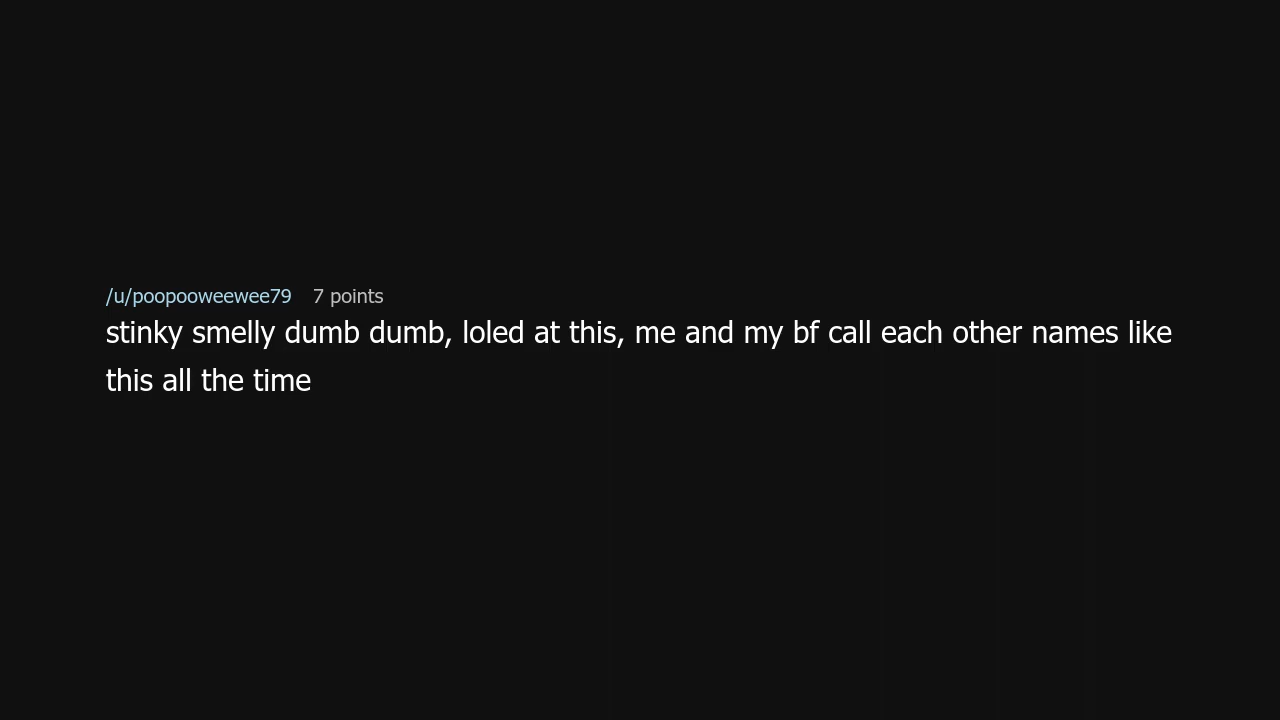 /u/poopooweewee79 7 points
stinky smelly dumb dumb, loled at this, me and my bf call each other names like
this all the time